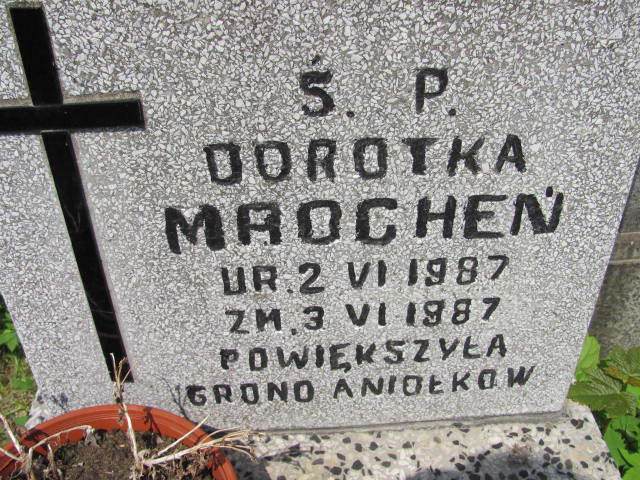 Ś. P.
DOROTKA
MROCHEŃ
UR. 2 VI 1987
ZM. 3 VI 1987
POWIĘKSZYŁA
GRONO ANIOŁKÓW